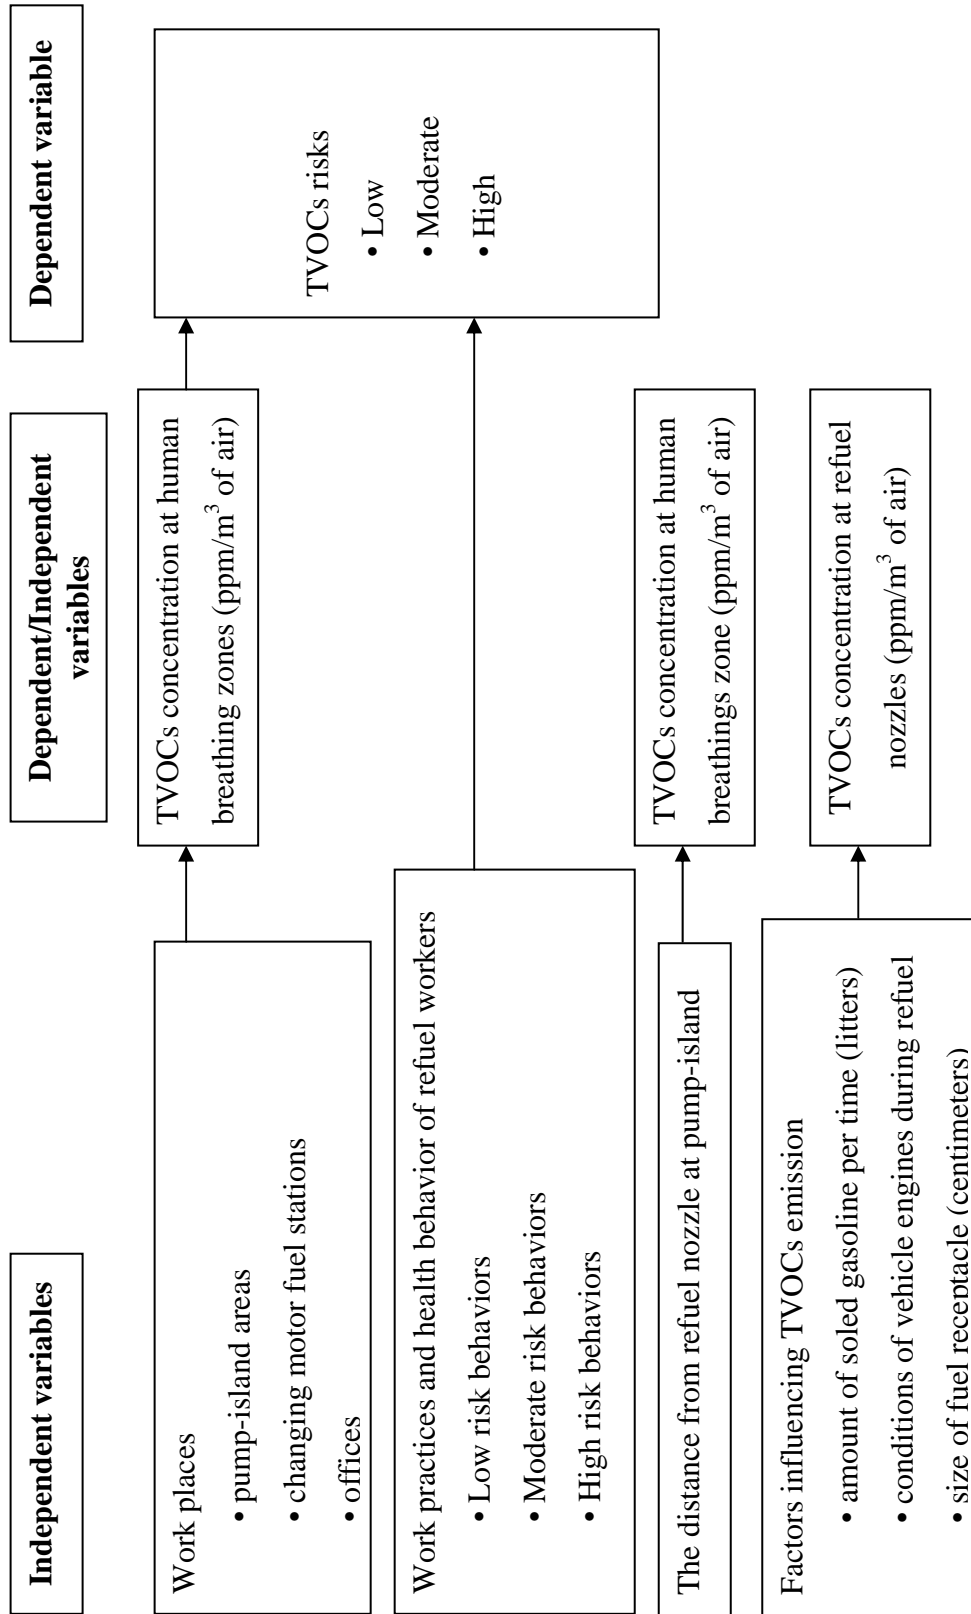 Independent variables
Dependent/Independent
variables
Dependent variable
Work places
• pump-island areas
• changing motor fuel stations
• offices
TVOCs concentration at human
breathing zones (ppm/m³ of air)
TVOCs risks
• Low
• Moderate
• High
Work practices and health behavior of refuel workers
• Low risk behaviors
• Moderate risk behaviors
• High risk behaviors
The distance from refuel nozzle at pump-island
TVOCs concentration at human
breathings zone (ppm/m³ of air)
Factors influencing TVOCs emission
• amount of soled gasoline per time (litters)
• conditions of vehicle engines during refuel
• size of fuel receptacle (centimeters)
TVOCs concentration at refuel
nozzles (ppm/m³ of air)